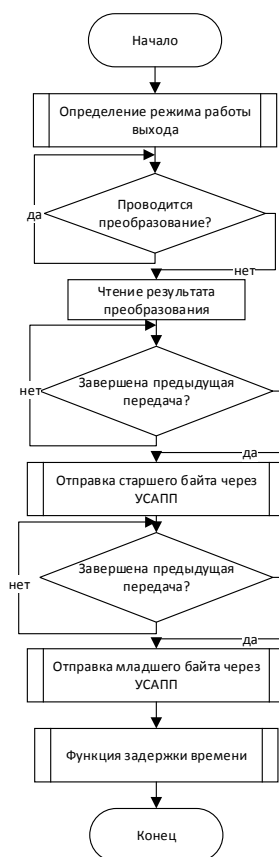 Начало
Определение режима работы
выхода
Проводится
преобразование?
да
нет
Чтение результата
преобразования
Завершена предыдущая
передача?
нет
да
Отправка старшего байта через
УСАПП
Завершена предыдущая
передача?
нет
да
Отправка младшего байта через
УСАПП
Функция задержки времени
Конец